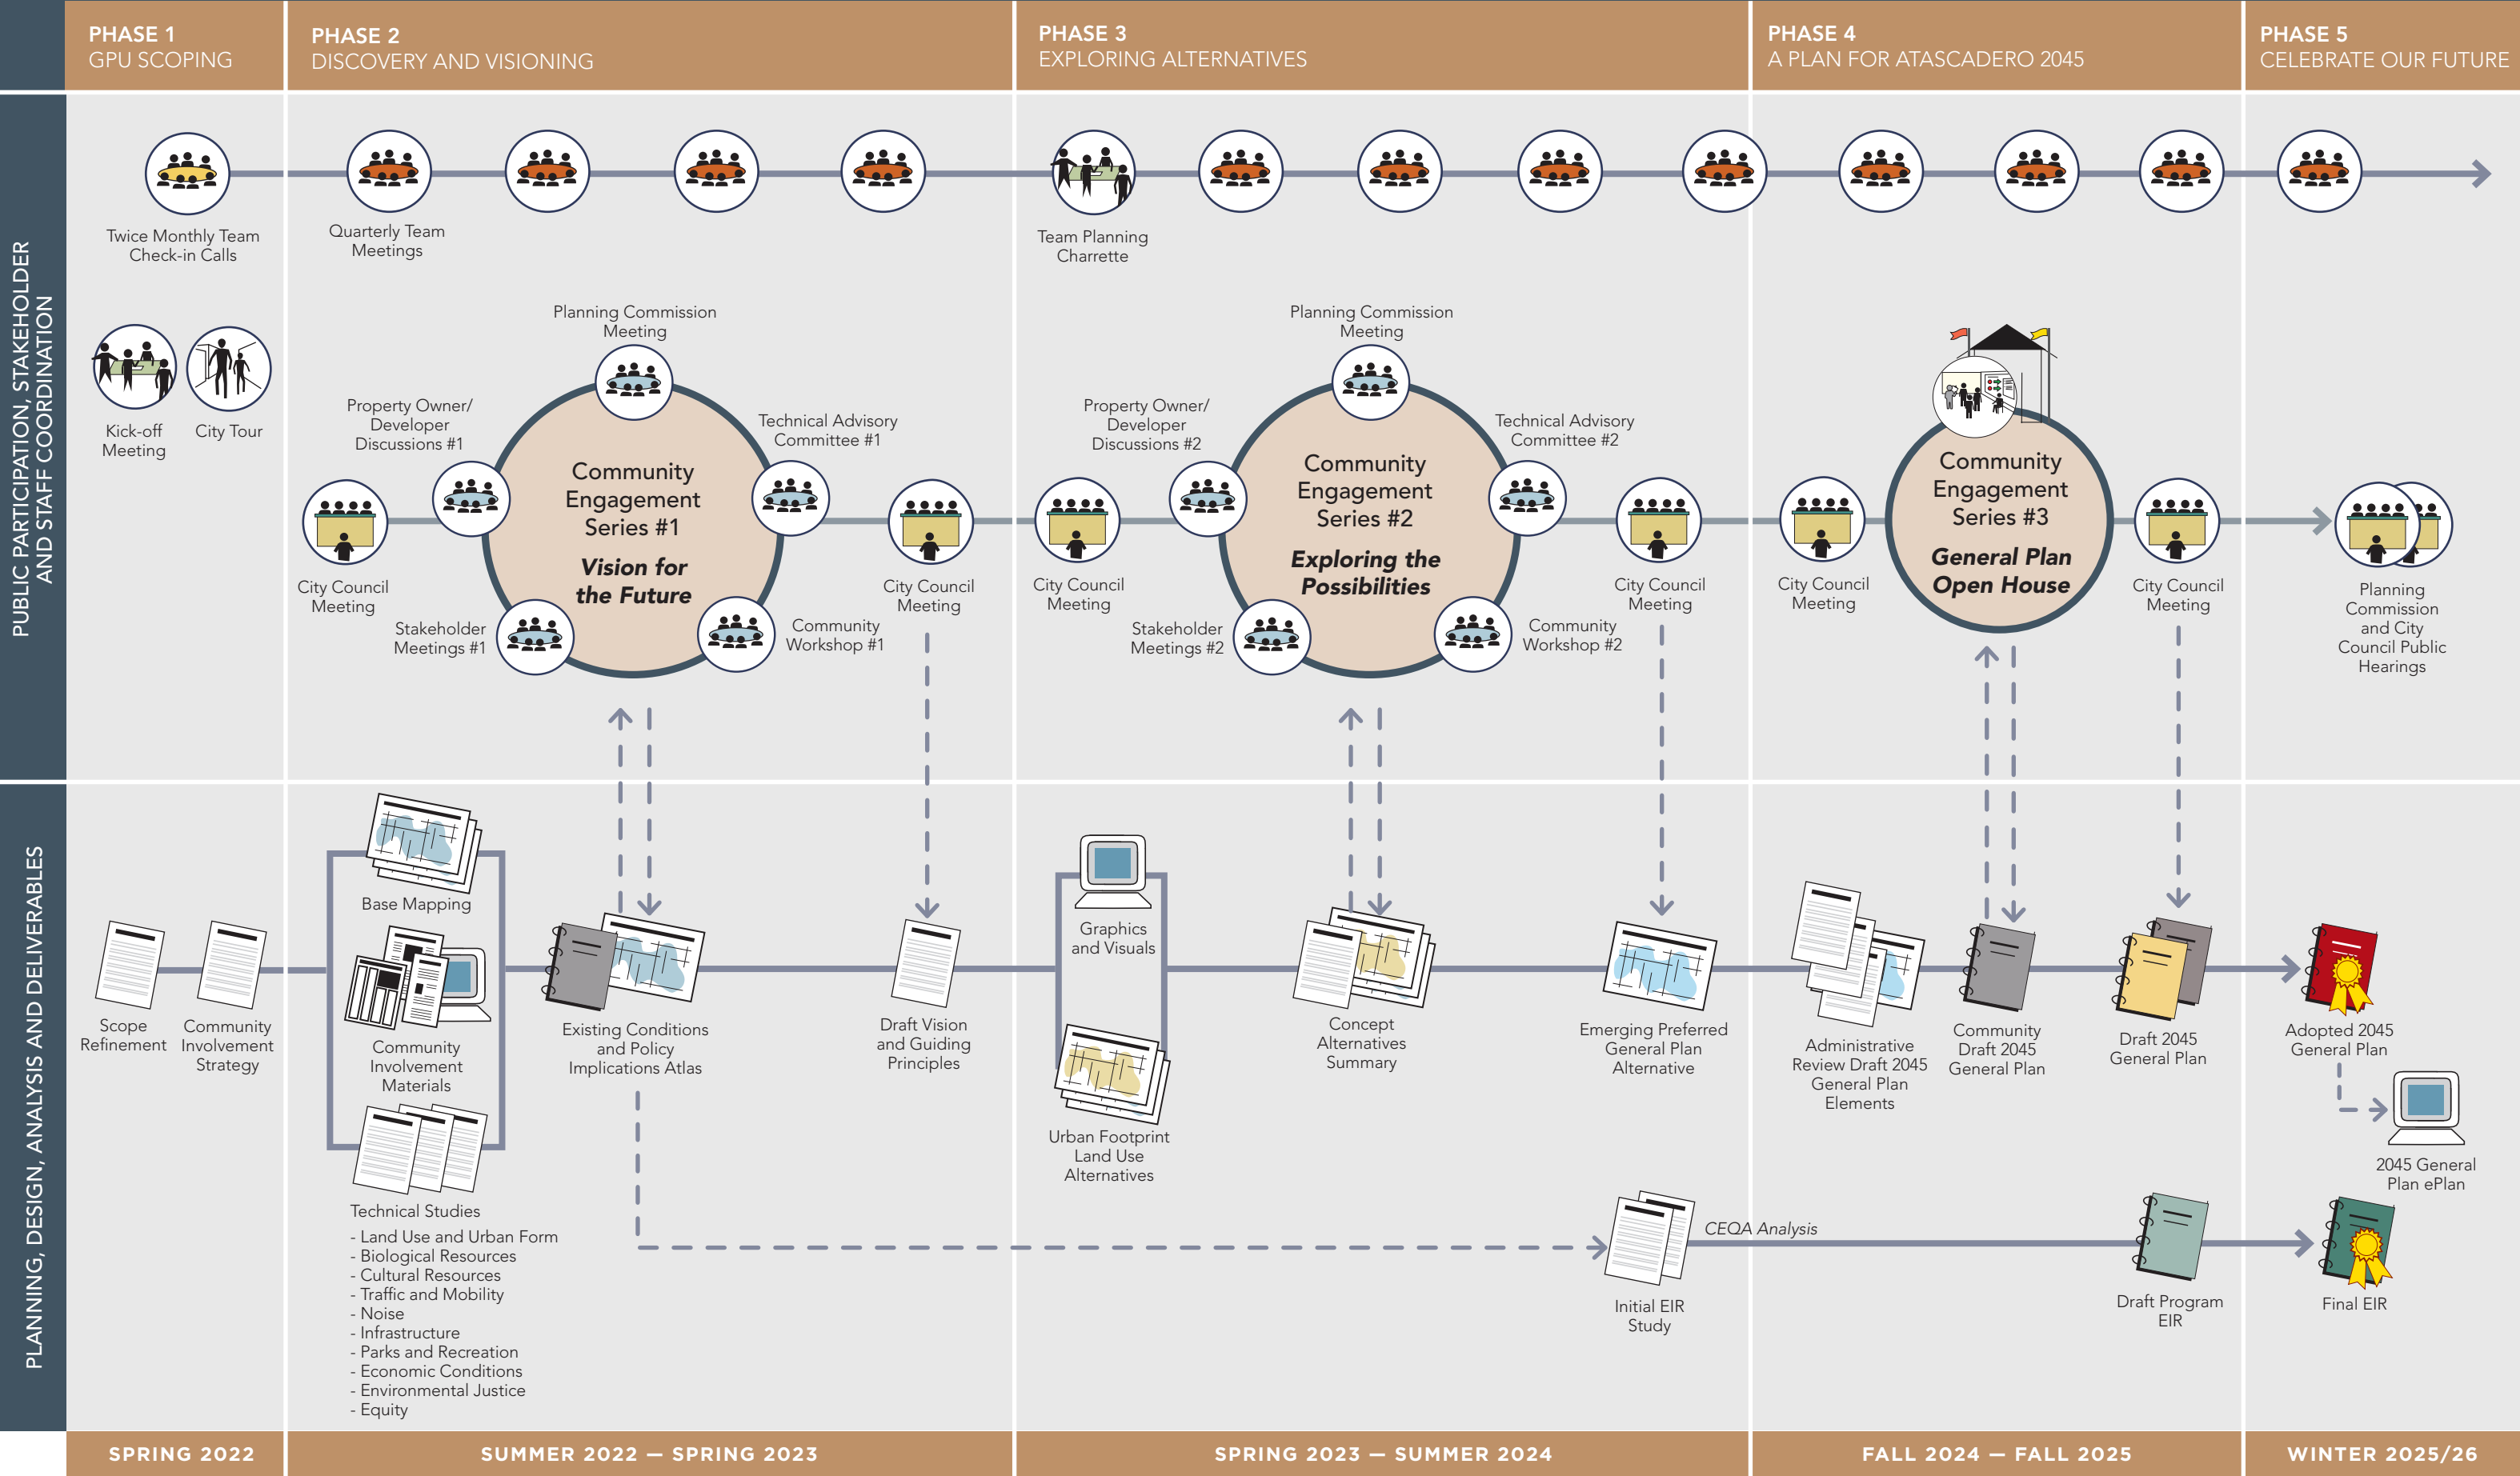 PHASE 1
GPU SCOPING
PHASE 2
DISCOVERY AND VISIONING
PHASE 3
EXPLORING ALTERNATIVES
PHASE 4
A PLAN FOR ATASCADERO 2045
PHASE 5
CELEBRATE OUR FUTURE
PUBLIC PARTICIPATION, STAKEHOLDER
AND STAFF COORDINATION
Twice Monthly Team
Check-in Calls
Quarterly Team
Meetings
Team Planning
Charrette
Kick-off
Meeting
City Tour
Planning Commission
Meeting
Property Owner/
Developer
Discussions #1
Technical Advisory
Committee #1
Community
Engagement
Series #1
Vision for
the Future
City Council
Meeting
Stakeholder
Meetings #1
Community
Workshop #1
City Council
Meeting
Planning Commission
Meeting
Property Owner/
Developer
Discussions #2
Technical Advisory
Committee #2
Community
Engagement
Series #2
Exploring the
Possibilities
City Council
Meeting
Stakeholder
Meetings #2
Community
Workshop #2
City Council
Meeting
Community
Engagement
Series #3
General Plan
Open House
City Council
Meeting
City Council
Meeting
Planning
Commission
and City
Council Public
Hearings
PLANNING, DESIGN, ANALYSIS AND DELIVERABLES
Scope
Refinement
Community
Involvement
Strategy
Base Mapping
Community
Involvement
Materials
Technical Studies
- Land Use and Urban Form
- Biological Resources
- Cultural Resources
- Traffic and Mobility
- Noise
- Infrastructure
- Parks and Recreation
- Economic Conditions
- Environmental Justice
- Equity
Existing Conditions
and Policy
Implications Atlas
Draft Vision
and Guiding
Principles
Graphics
and Visuals
Urban Footprint
Land Use
Alternatives
Concept
Alternatives
Summary
Emerging Preferred
General Plan
Alternative
Initial EIR
Study
CEQA Analysis
Administrative
Review Draft 2045
General Plan
Elements
Community
Draft 2045
General Plan
Draft 2045
General Plan
Draft Program
EIR
Adopted 2045
General Plan
2045 General
Plan ePlan
Final EIR
SPRING 2022
SUMMER 2022 — SPRING 2023
SPRING 2023 — SUMMER 2024
FALL 2024 — FALL 2025
WINTER 2025/26